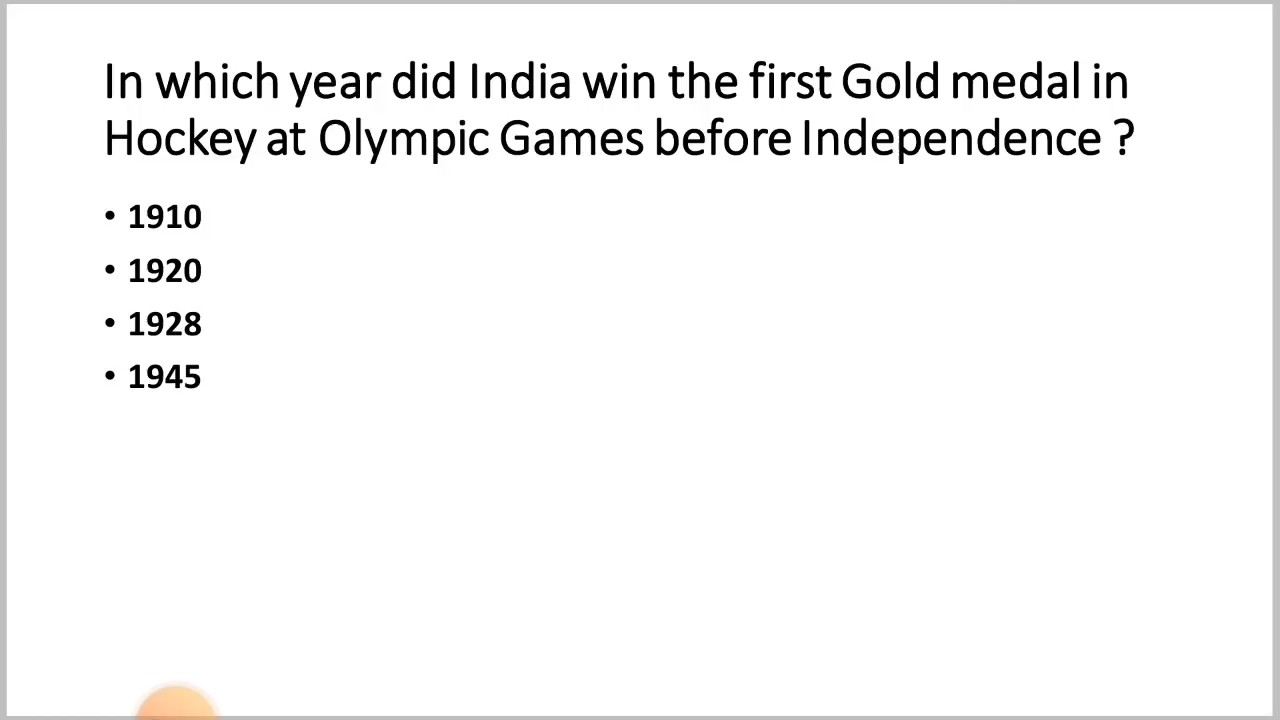 In which year did India win the first Gold medal in
Hockey at Olympic Games before Independence ?
• 1910
• 1920
• 1928
• 1945